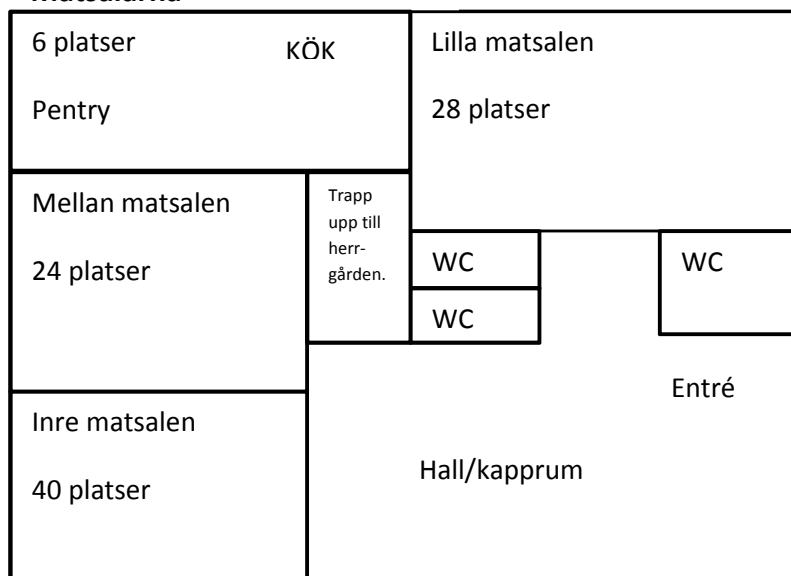 Matsalarna
6 platser
KÖK
Pentry
Lilla matsalen
28 platser
Mellan matsalen
24 platser
Trapp
upp till
herr-
gården.
WC
WC
WC
Entré
Inre matsalen
40 platser
Hall/kapprum